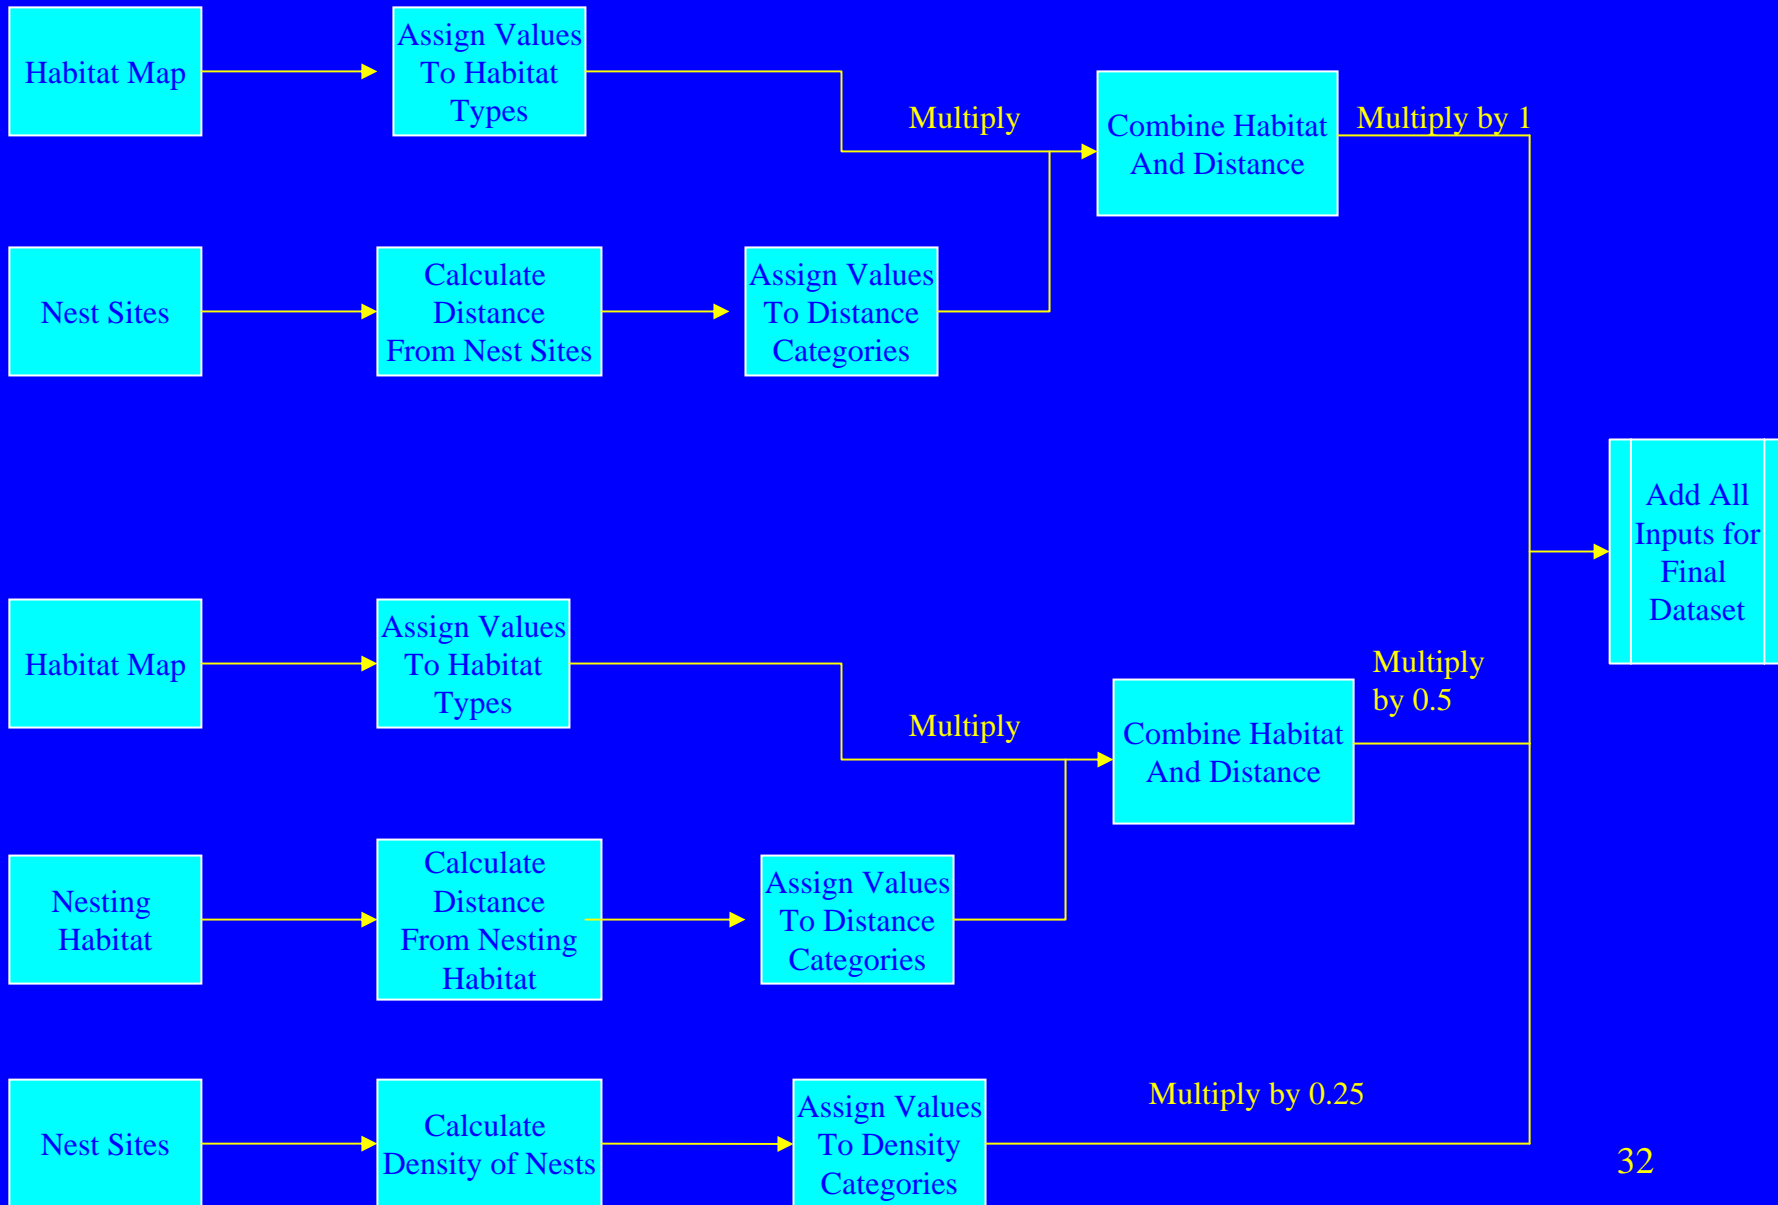 Habitat Map
Assign Values
To Habitat
Types
Multiply
Combine Habitat
And Distance
Multiply by 1
Nest Sites
Calculate
Distance
From Nest Sites
Assign Values
To Distance
Categories
Add All
Inputs for
Final
Dataset
Habitat Map
Assign Values
To Habitat
Types
Multiply
Combine Habitat
And Distance
Multiply
by 0.5
Nesting
Habitat
Calculate
Distance
From Nesting
Habitat
Assign Values
To Distance
Categories
Nest Sites
Calculate
Density of Nests
Assign Values
To Density
Categories
Multiply by 0.25
32